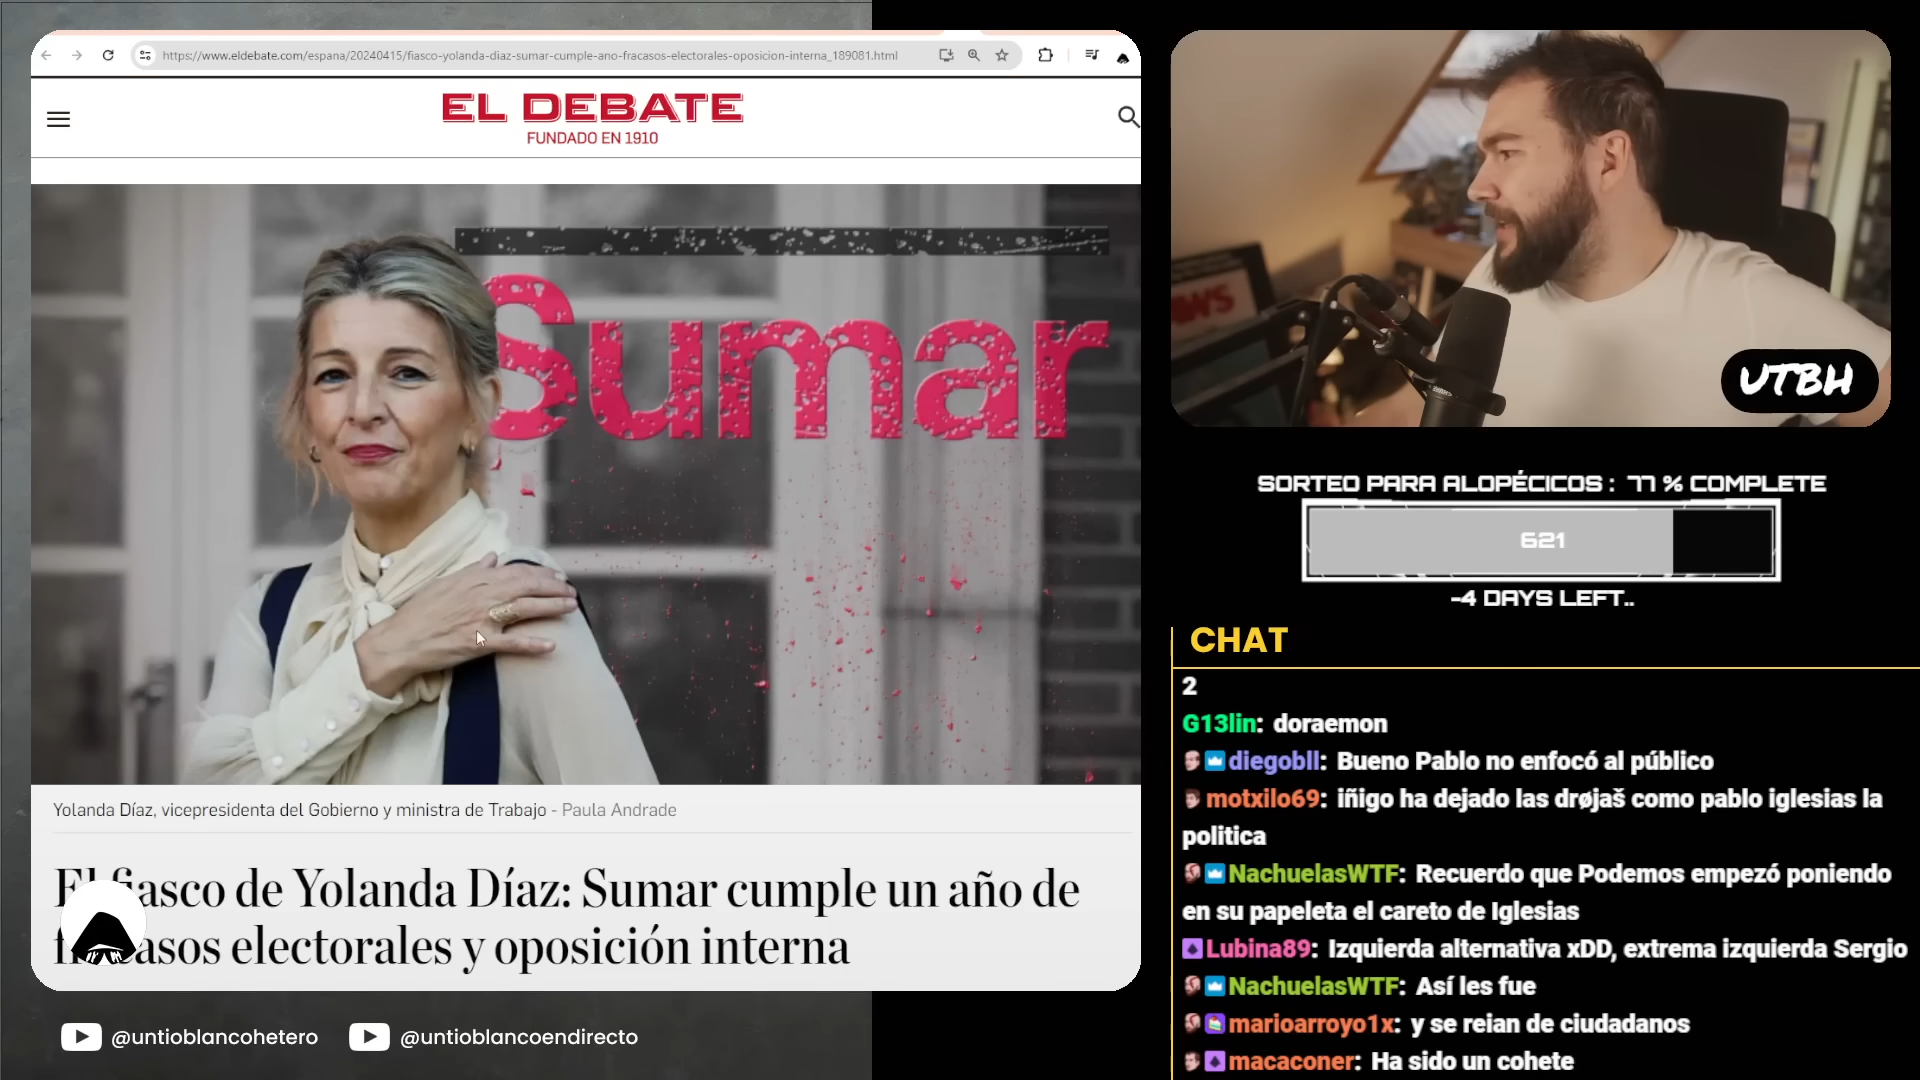 https://www.eldebate.com/espana/20240415/fiasco-yolanda-diaz-sumar-cumple-ano-fracasos-electorales-oposicion-interna_189081.html
EL DEBATE
FUNDADO EN 1910
Sumar
Yolanda Díaz, vicepresidenta del Gobierno y ministra de Trabajo - Paula Andrade
El fiasco de Yolanda Díaz: Sumar cumple un año de
fracasos electorales y oposición interna
@untioblancohetero
@untioblancoendirecto
UTBH
SORTEO PARA ALOPÉCICOS : 77 % COMPLETE
621
-4 DAYS LEFT..
CHAT
2
G13lin: doraemon
diegobll: Bueno Pablo no enfocó al público
motxilo69: iñigo ha dejado las drøjaš como pablo iglesias la
politica
NachuelasWTF: Recuerdo que Podemos empezó poniendo
en su papeleta el careto de Iglesias
Lubina89: Izquierda alternativa xDD, extrema izquierda Sergio
NachuelasWTF: Así les fue
marioarroyo1x: y se reian de ciudadanos
macaconer: Ha sido un cohete